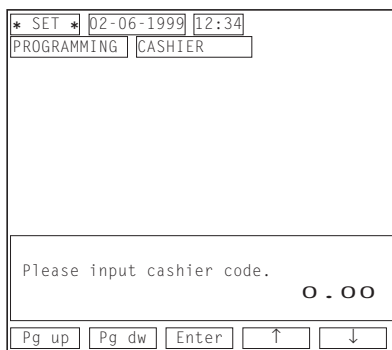 * SET * 02-06-1999 12:34
PROGRAMMING CASHIER
Please input cashier code.
0.00
Pg up Pg dw Enter ↑ ↓